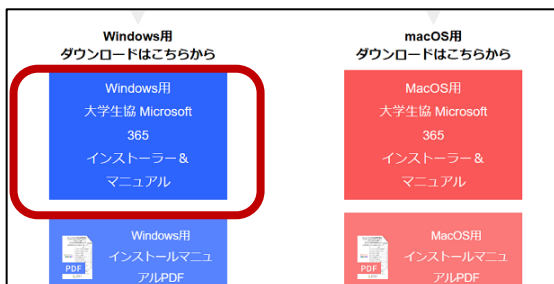 Windows用
ダウンロードはこちらから
Windows用
大学生協 Microsoft
365
インストーラー＆
マニュアル
PDF
Windows用
インストールマニュ
アルPDF
macOS用
ダウンロードはこちらから
MacOS用
大学生協 Microsoft
365
インストーラー＆
マニュアル
PDF
MacOS用
インストールマニュ
アルPDF